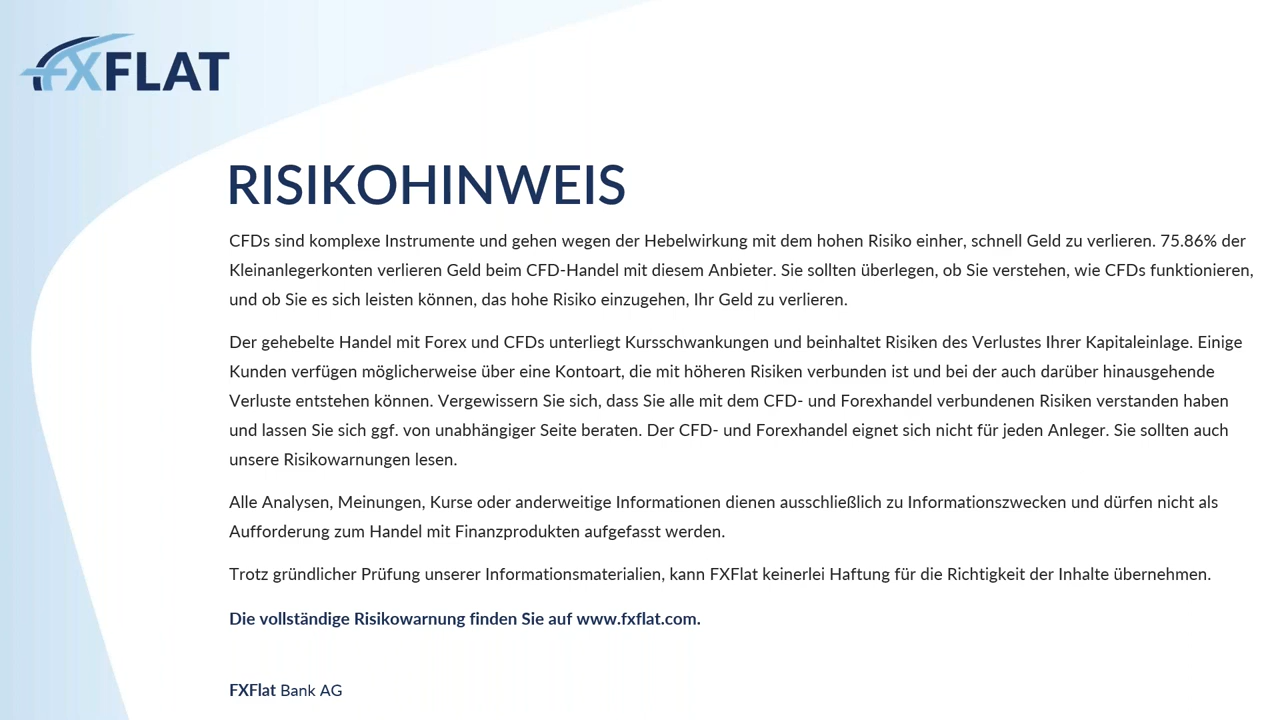 FXFLAT
RISIKOHINWEIS
CFDs sind komplexe Instrumente und gehen wegen der Hebelwirkung mit dem hohen Risiko einher, schnell Geld zu verlieren. 75.86% der
Kleinanlegerkonten verlieren Geld beim CFD-Handel mit diesem Anbieter. Sie sollten überlegen, ob Sie verstehen, wie CFDs funktionieren,
und ob Sie es sich leisten können, das hohe Risiko einzugehen, Ihr Geld zu verlieren.
Der gehebelte Handel mit Forex und CFDs unterliegt Kursschwankungen und beinhaltet Risiken des Verlustes Ihrer Kapitaleinlage. Einige
Kunden verfügen möglicherweise über eine Kontoart, die mit höheren Risiken verbunden ist und bei der auch darüber hinausgehende
Verluste entstehen können. Vergewissern Sie sich, dass Sie alle mit dem CFD- und Forexhandel verbundenen Risiken verstanden haben
und lassen Sie sich ggf. von unabhängiger Seite beraten. Der CFD- und Forexhandel eignet sich nicht für jeden Anleger. Sie sollten auch
unsere Risikowarnungen lesen.
Alle Analysen, Meinungen, Kurse oder anderweitige Informationen dienen ausschließlich zu Informationszwecken und dürfen nicht als
Aufforderung zum Handel mit Finanzprodukten aufgefasst werden.
Trotz gründlicher Prüfung unserer Informationsmaterialien, kann FXFlat keinerlei Haftung für die Richtigkeit der Inhalte übernehmen.
Die vollständige Risikowarnung finden Sie auf www.fxflat.com.
FXFlat Bank AG